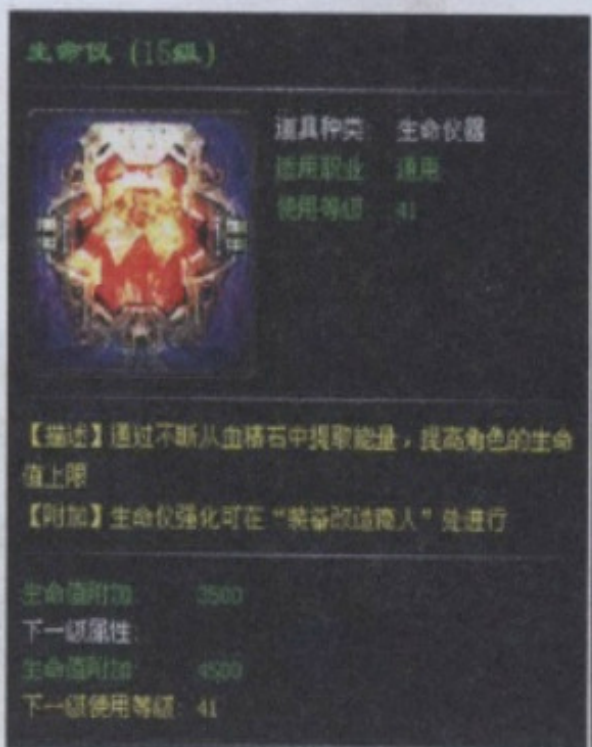 生命仪 (15级)
道具种类: 生命仪器
适用职业 通用
使用等级 41
【描述】通过不断从血精石中提取能量，提高角色的生命
值上限
【附加】生命仪强化可在“装备改造商人”处进行
生命值附加: 3500
下一级属性:
生命值附加: 4500
下一级使用等级: 41